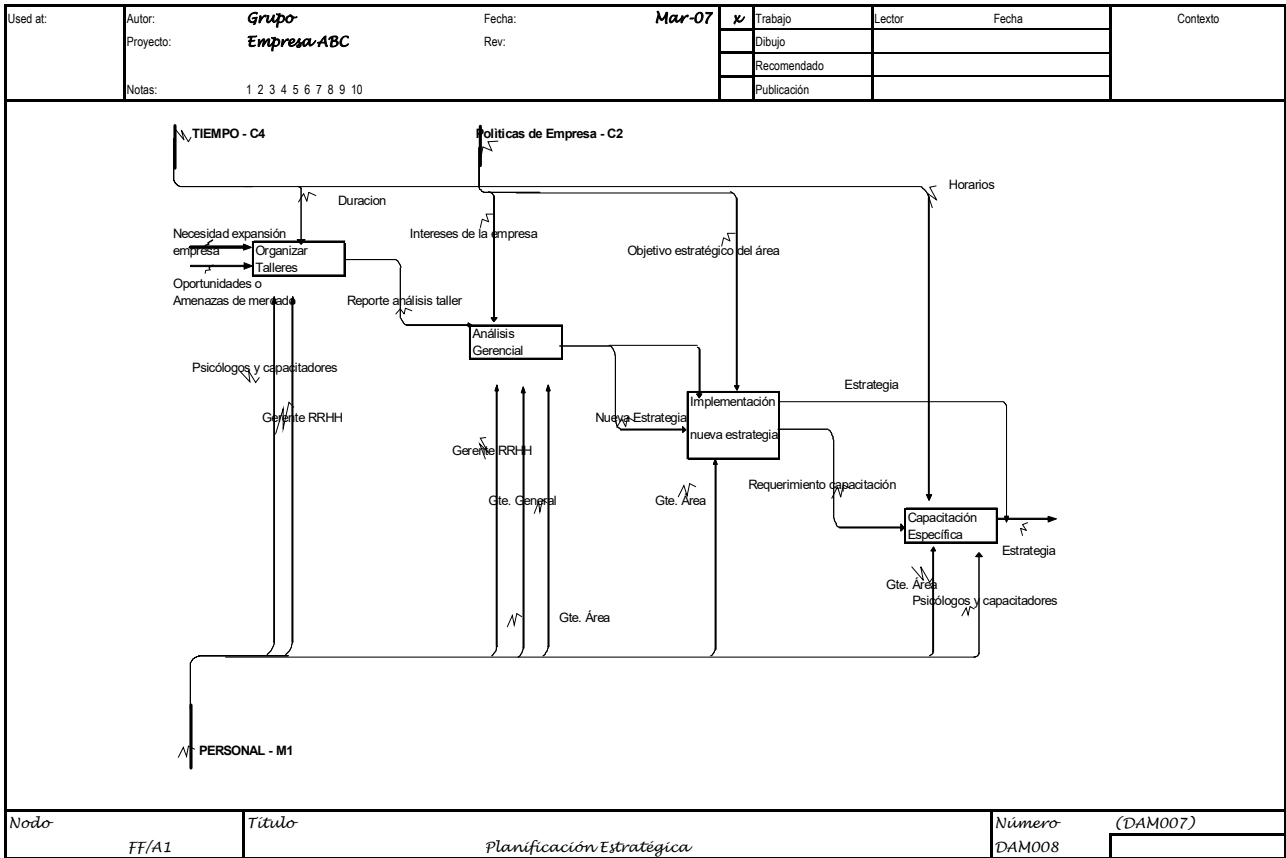 Used at:
Autor: Grupo
Fecha: Mar-07
x Trabajo
Lector Fecha
Contexto
Proyecto: Empresa ABC
Rev:
Dibujo
Recomendado
Notas: 1 2 3 4 5 6 7 8 9 10
Publicación
TIEMPO - C4
Politicas de Empresa - C2
Horarios
Duracion
Necesidad expansión
empresa
Intereses de la empresa
Organizar
Talleres
Objetivo estratégico del área
Oportunidades o
Amenazas de mercado
Reporte análisis taller
Análisis
Gerencial
Psicólogos y capacitadores
Estrategia
Implementación
nueva estrategia
Gerente RRHH
Nueva Estrategia
Gerente RRHH
Requerimiento capacitación
Gte. General
Gte. Área
Capacitación
Específica
Estrategia
Gte. Área
Psicólogos y capacitadores
Gte. Área
PERSONAL - M1
Nodo
FF/A1
Título
Planificación Estratégica
Número
DAM008
(DAM007)